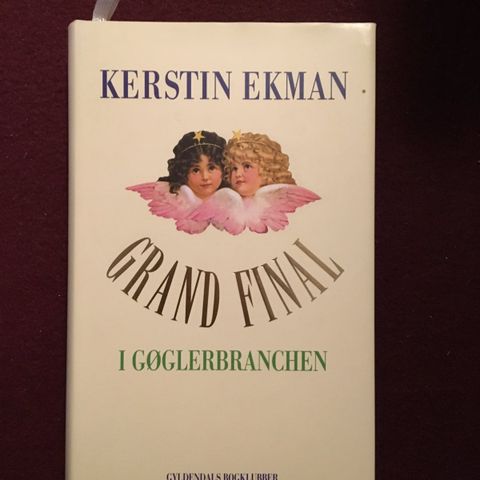 KERSTIN EKMAN
GRAND FINAL
I GØGLERBRANCHEN
GYLDENDALS BOGKLUBBER